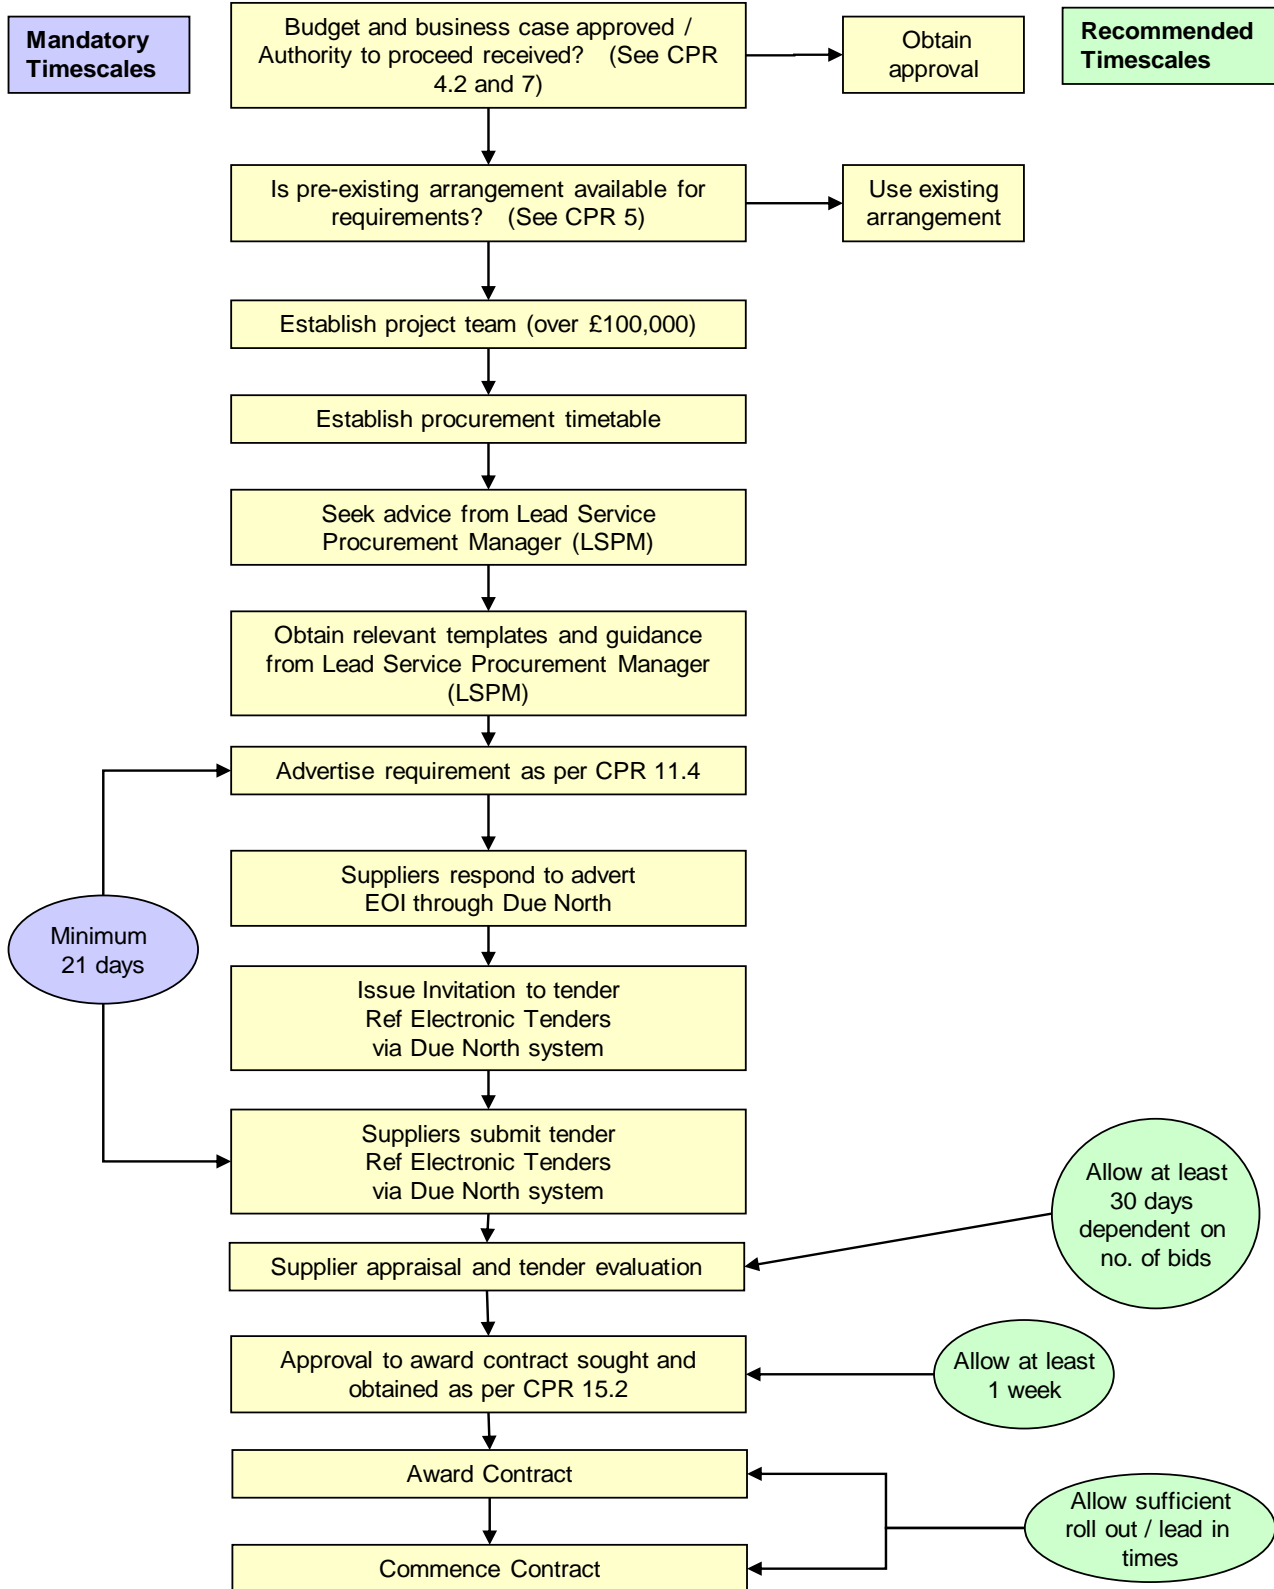 Mandatory
Timescales
Budget and business case approved /
Authority to proceed received? (See CPR
4.2 and 7)
Obtain
approval
Recommended
Timescales
Is pre-existing arrangement available for
requirements? (See CPR 5)
Use existing
arrangement
Establish project team (over £100,000)
Establish procurement timetable
Seek advice from Lead Service
Procurement Manager (LSPM)
Obtain relevant templates and guidance
from Lead Service Procurement Manager
(LSPM)
Advertise requirement as per CPR 11.4
Suppliers respond to advert
EOI through Due North
Minimum
21 days
Issue Invitation to tender
Ref Electronic Tenders
via Due North system
Suppliers submit tender
Ref Electronic Tenders
via Due North system
Allow at least
30 days
dependent on
no. of bids
Supplier appraisal and tender evaluation
Approval to award contract sought and
obtained as per CPR 15.2
Allow at least
1 week
Award Contract
Allow sufficient
roll out / lead in
times
Commence Contract